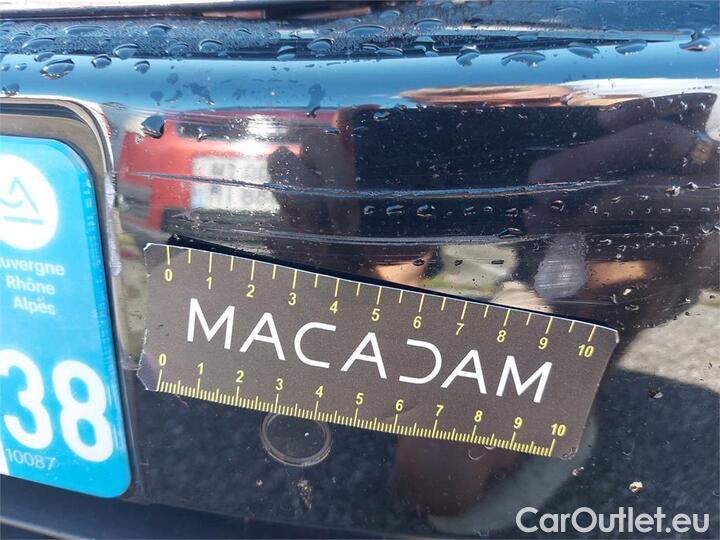 0 1 2 3 4 5 6 7 8 9 10
MACADAM
0 1 2 3 4 5 6 7 8 9 10
Auvergne
Rhône
Alpes
38
10087
CarOutlet.eu